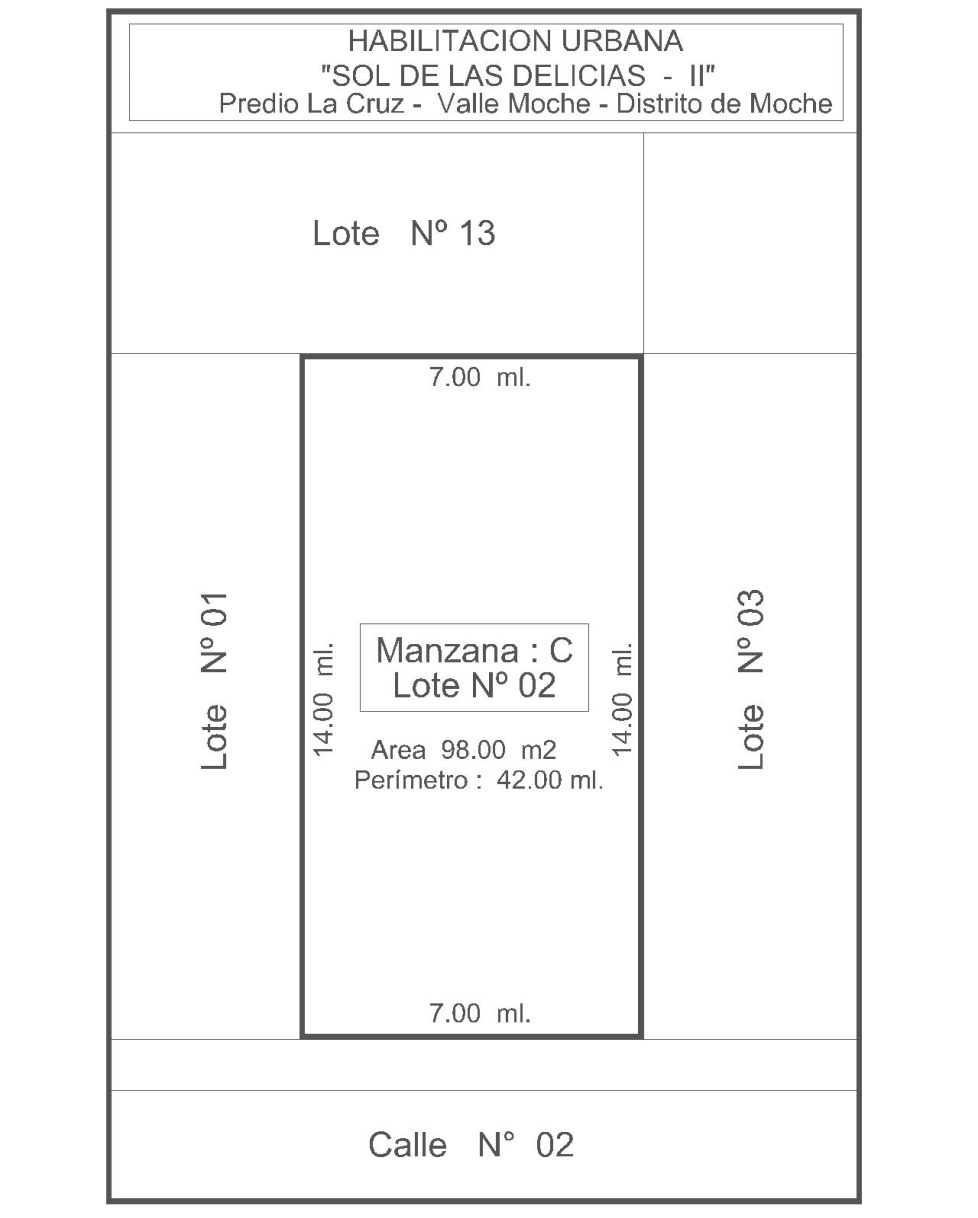 HABILITACION URBANA
"SOL DE LAS DELICIAS - II"
Predio La Cruz - Valle Moche - Distrito de Moche
Lote Nº 13
7.00 ml.
Lote Nº 01
14.00 ml.
Manzana : C
Lote Nº 02
Area 98.00 m2
Perímetro : 42.00 ml.
14.00 ml.
Lote Nº 03
7.00 ml.
Calle N° 02